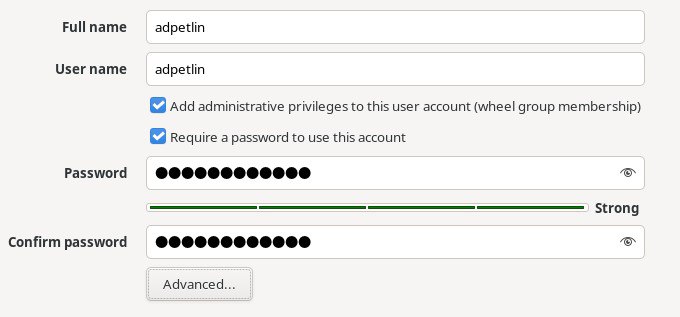 Full name adpetlin
User name adpetlin
Add administrative privileges to this user account (wheel group membership)
Require a password to use this account
Password ●●●●●●●●●●●●
Strong
Confirm password ●●●●●●●●●●●●
Advanced...